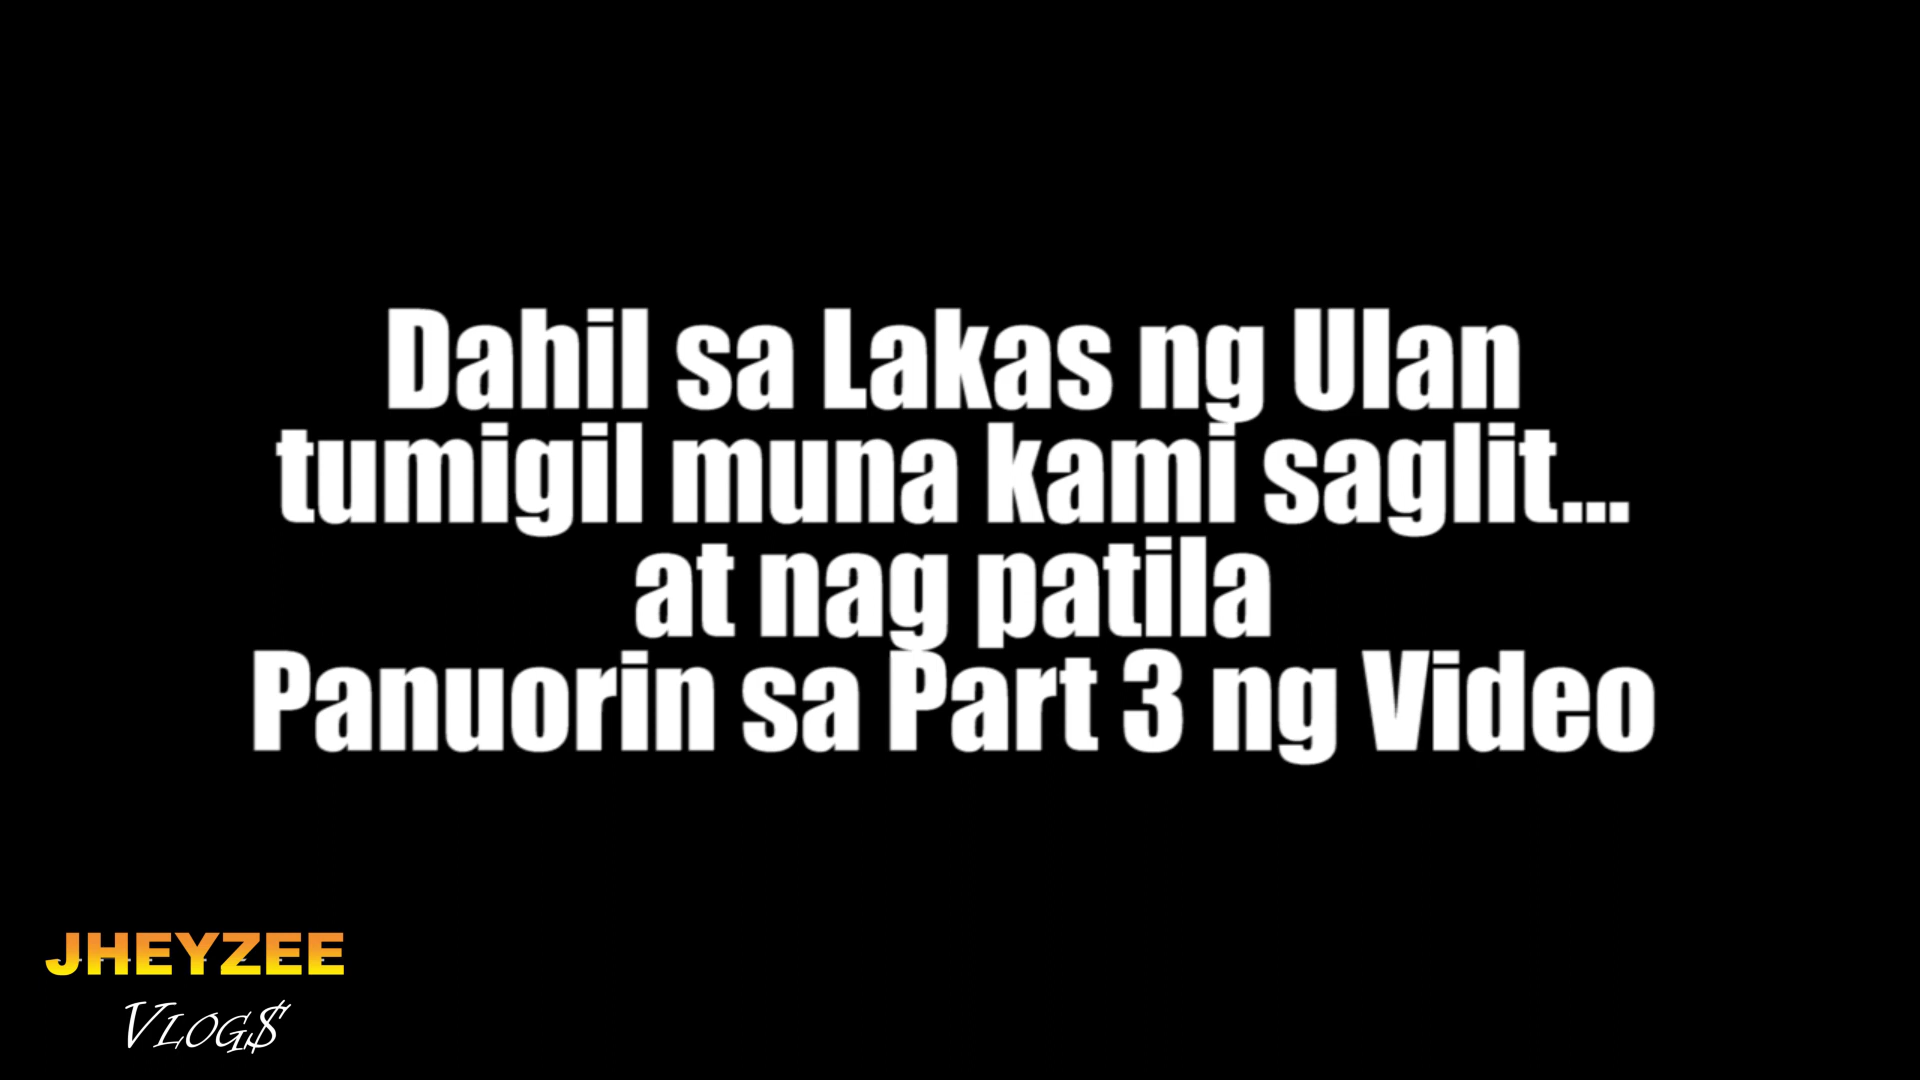 Dahil sa Lakas ng Ulan
tumigil muna kami saglit...
at nag patila
Panuorin sa Part 3 ng Video
JHEYZEE
VLOG$